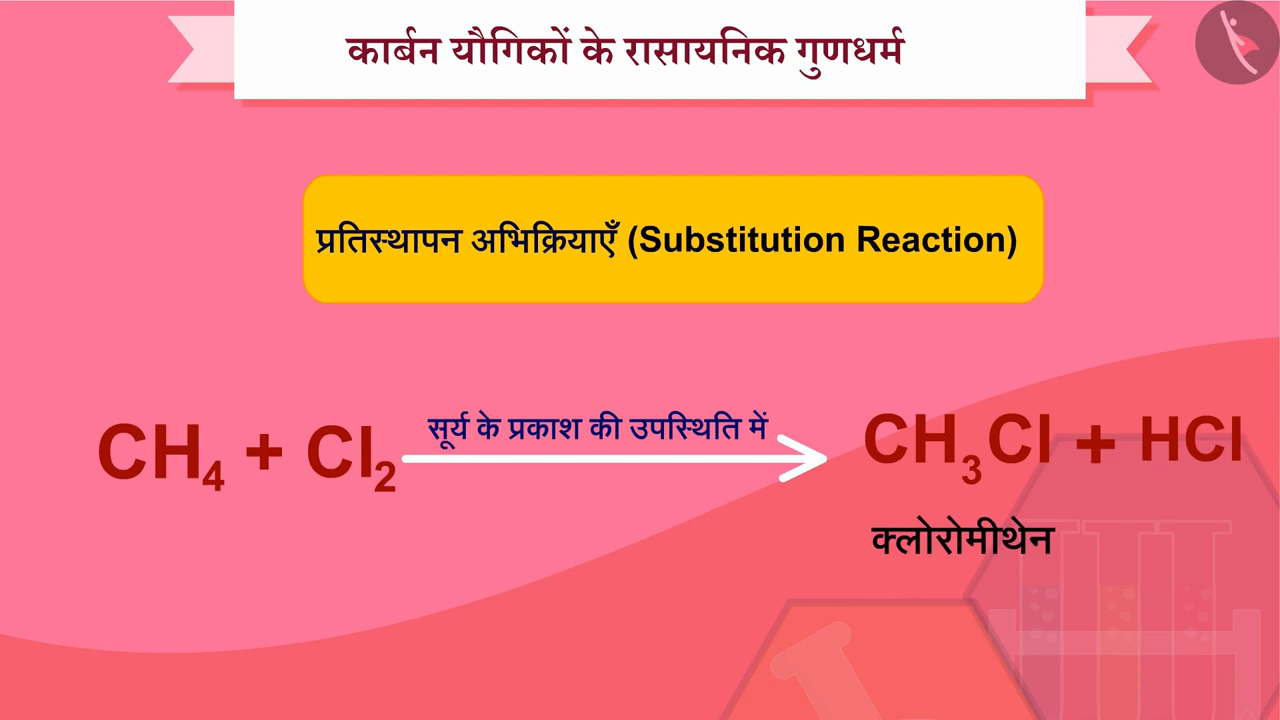 कार्बन यौगिकों के रासायनिक गुणधर्म
प्रतिस्थापन अभिक्रियाएँ (Substitution Reaction)
CH₄ + Cl₂ सूर्य के प्रकाश की उपस्थिति में CH₃Cl + HCl
क्लोरोमीथेन